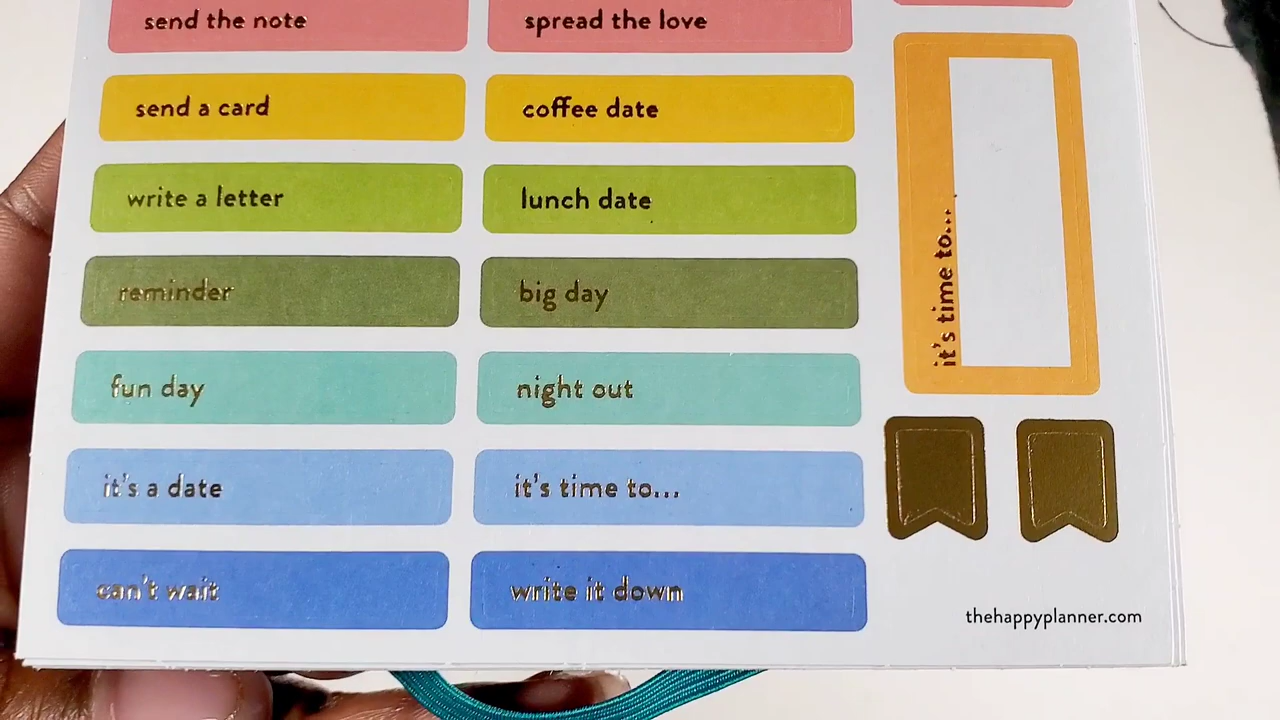 send the note
spread the love
send a card
coffee date
write a letter
lunch date
reminder
big day
fun day
night out
it's a date
it's time to...
can't wait
write it down
it's time to...
thehappyplanner.com